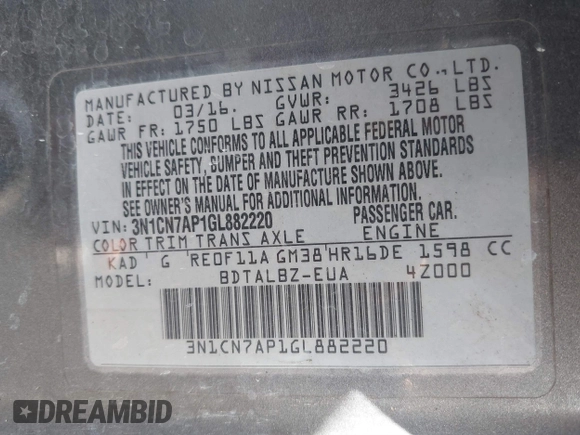 MANUFACTURED BY NISSAN MOTOR CO., LTD.
DATE: 03/16. GVWR: 3426 LBS
GAWR FR: 1750 LBS GAWR RR: 1708 LBS
THIS VEHICLE CONFORMS TO ALL APPLICABLE FEDERAL MOTOR
VEHICLE SAFETY, BUMPER AND THEFT PREVENTION STANDARDS
IN EFFECT ON THE DATE OF MANUFACTURE SHOWN ABOVE.
SEE OWNER'S MANUAL FOR ADDITIONAL INFORMATION.
VIN: 3N1CN7AP1GL882220 PASSENGER CAR.
COLOR TRIM TRANS AXLE ENGINE
KAD G RE0F11A GM38 HR16DE 1598 CC
MODEL: BDTALBZ-EUA 4Z000
3N1CN7AP1GL882220
DREAMBID